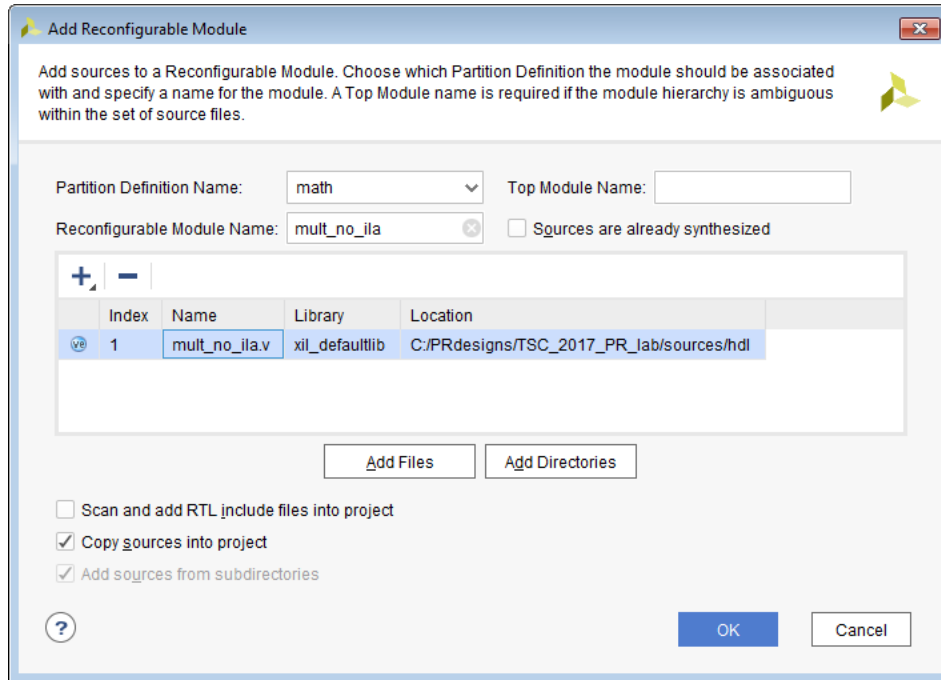 Add Reconfigurable Module
Add sources to a Reconfigurable Module. Choose which Partition Definition the module should be associated
with and specify a name for the module. A Top Module name is required if the module hierarchy is ambiguous
within the set of source files.
Partition Definition Name: math Top Module Name:
Reconfigurable Module Name: mult_no_ila Sources are already synthesized
Index Name Library Location
ve 1 mult_no_ila.v xil_defaultlib C:/PRdesigns/TSC_2017_PR_lab/sources/hdl
Add Files Add Directories
Scan and add RTL include files into project
Copy sources into project
Add sources from subdirectories
? OK Cancel